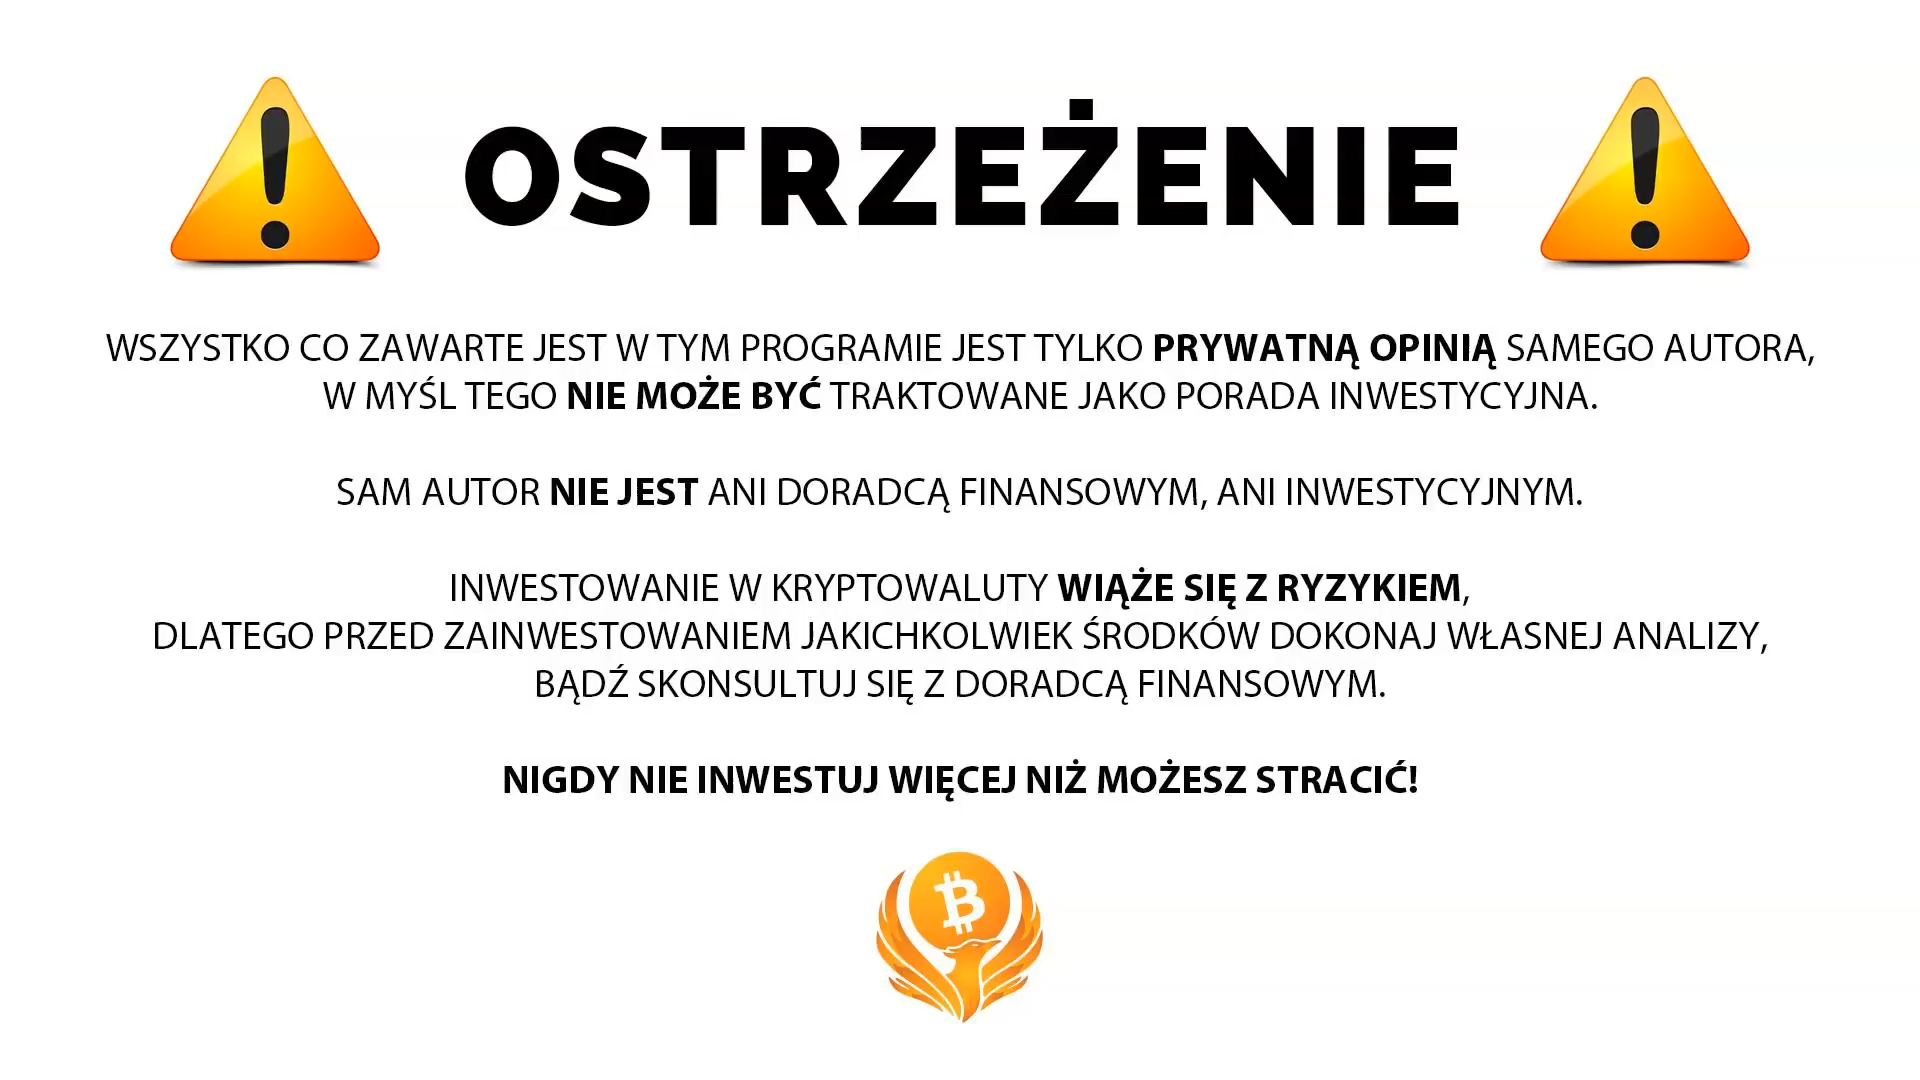 OSTRZEŻENIE
WSZYSTKO CO ZAWARTE JEST W TYM PROGRAMIE JEST TYLKO PRYWATNĄ OPINIĄ SAMEGO AUTORA,
W MYŚL TEGO NIE MOŻE BYĆ TRAKTOWANE JAKO PORADA INWESTYCYJNA.
SAM AUTOR NIE JEST ANI DORADCĄ FINANSOWYM, ANI INWESTYCYJNYM.
INWESTOWANIE W KRYPTOWALUTY WIĄŻE SIĘ Z RYZYKIEM,
DLATEGO PRZED ZAINWESTOWANIEM JAKICHKOLWIEK ŚRODKÓW DOKONAJ WŁASNEJ ANALIZY,
BĄDŹ SKONSULTUJ SIĘ Z DORADCĄ FINANSOWYM.
NIGDY NIE INWESTUJ WIĘCEJ NIŻ MOŻESZ STRACIĆ!